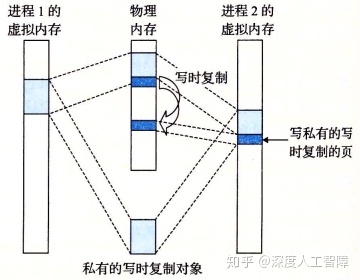 进程 1 的
虚拟内存
物理
内存
进程 2 的
虚拟内存
写时复制
写私有的写
时复制的页
私有的写时复制对象
知乎 @深度人工智障